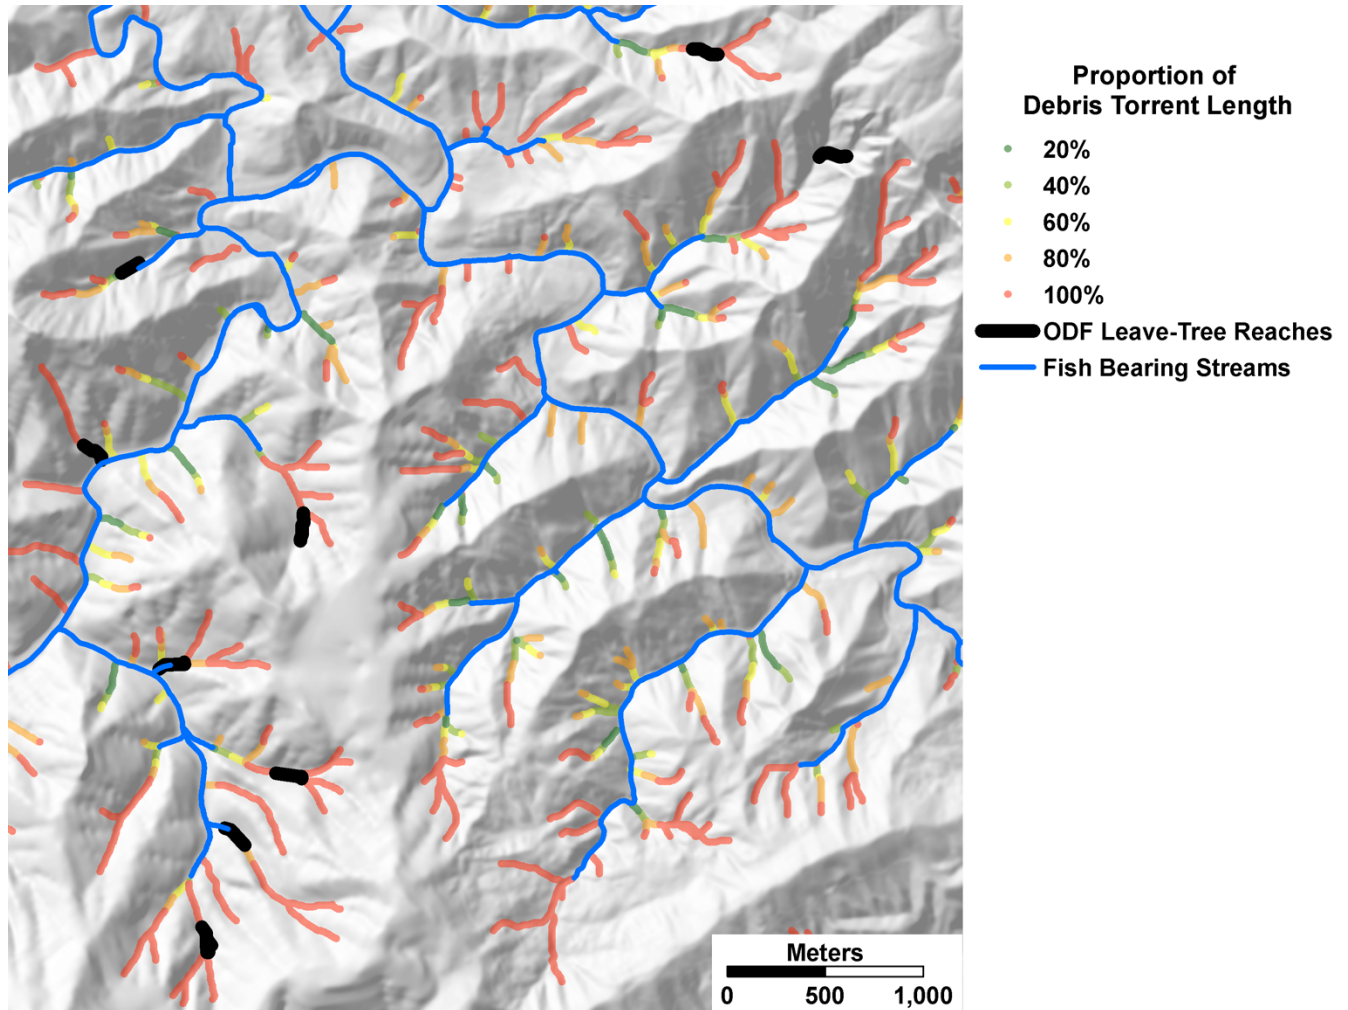 Proportion of
Debris Torrent Length
20%
40%
60%
80%
100%
ODF Leave-Tree Reaches
Fish Bearing Streams
Meters
0 500 1,000